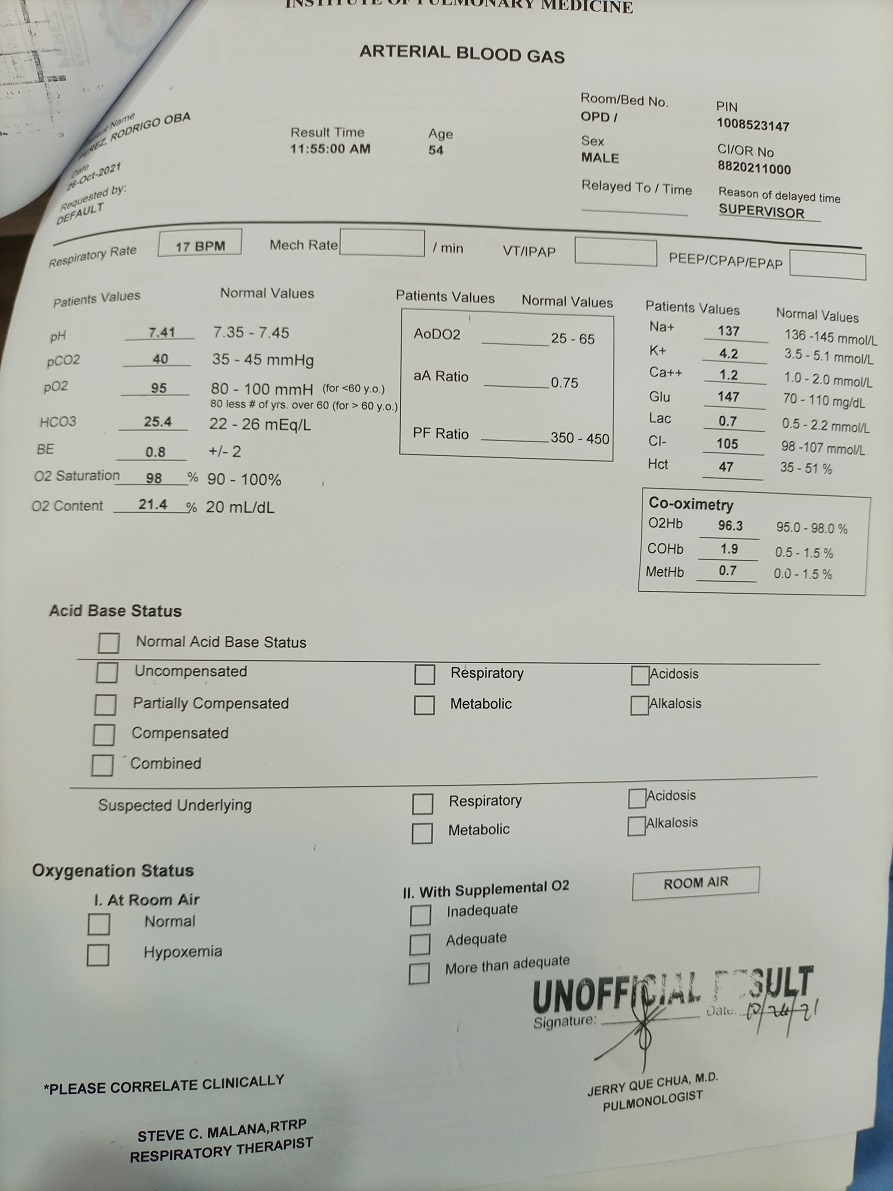 INSTITUTE OF PULMONARY MEDICINE
ARTERIAL BLOOD GAS
Name
PEREZ, RODRIGO OBA
Date
26-Oct-2021
Requested by:
DEFAULT
Result Time
11:55:00 AM
Age
54
Room/Bed No.
OPD /
Sex
MALE
Relayed To / Time
PIN
1008523147
CI/OR No
8820211000
Reason of delayed time
SUPERVISOR
Respiratory Rate 17 BPM Mech Rate / min VT/IPAP PEEP/CPAP/EPAP
Patients Values Normal Values
pH 7.41 7.35 - 7.45
pCO2 40 35 - 45 mmHg
pO2 95 80 - 100 mmH (for <60 y.o.)
80 less # of yrs. over 60 (for > 60 y.o.)
HCO3 25.4 22 - 26 mEq/L
BE 0.8 +/- 2
O2 Saturation 98 % 90 - 100%
O2 Content 21.4 % 20 mL/dL
Patients Values Normal Values
AoDO2 25 - 65
aA Ratio 0.75
PF Ratio 350 - 450
Patients Values Normal Values
Na+ 137 136 -145 mmol/L
K+ 4.2 3.5 - 5.1 mmol/L
Ca++ 1.2 1.0 - 2.0 mmol/L
Glu 147 70 - 110 mg/dL
Lac 0.7 0.5 - 2.2 mmol/L
Cl- 105 98 -107 mmol/L
Hct 47 35 - 51 %
Co-oximetry
O2Hb 96.3 95.0 - 98.0 %
COHb 1.9 0.5 - 1.5 %
MetHb 0.7 0.0 - 1.5 %
Acid Base Status
Normal Acid Base Status
Uncompensated Respiratory Acidosis
Partially Compensated Metabolic Alkalosis
Compensated
Combined
Suspected Underlying Respiratory Acidosis
Metabolic Alkalosis
Oxygenation Status
I. At Room Air
Normal
Hypoxemia
II. With Supplemental O2 ROOM AIR
Inadequate
Adequate
More than adequate
UNOFFICIAL RESULT
Signature: Date:
JERRY QUE CHUA, M.D.
PULMONOLOGIST
*PLEASE CORRELATE CLINICALLY
STEVE C. MALANA,RTRP
RESPIRATORY THERAPIST